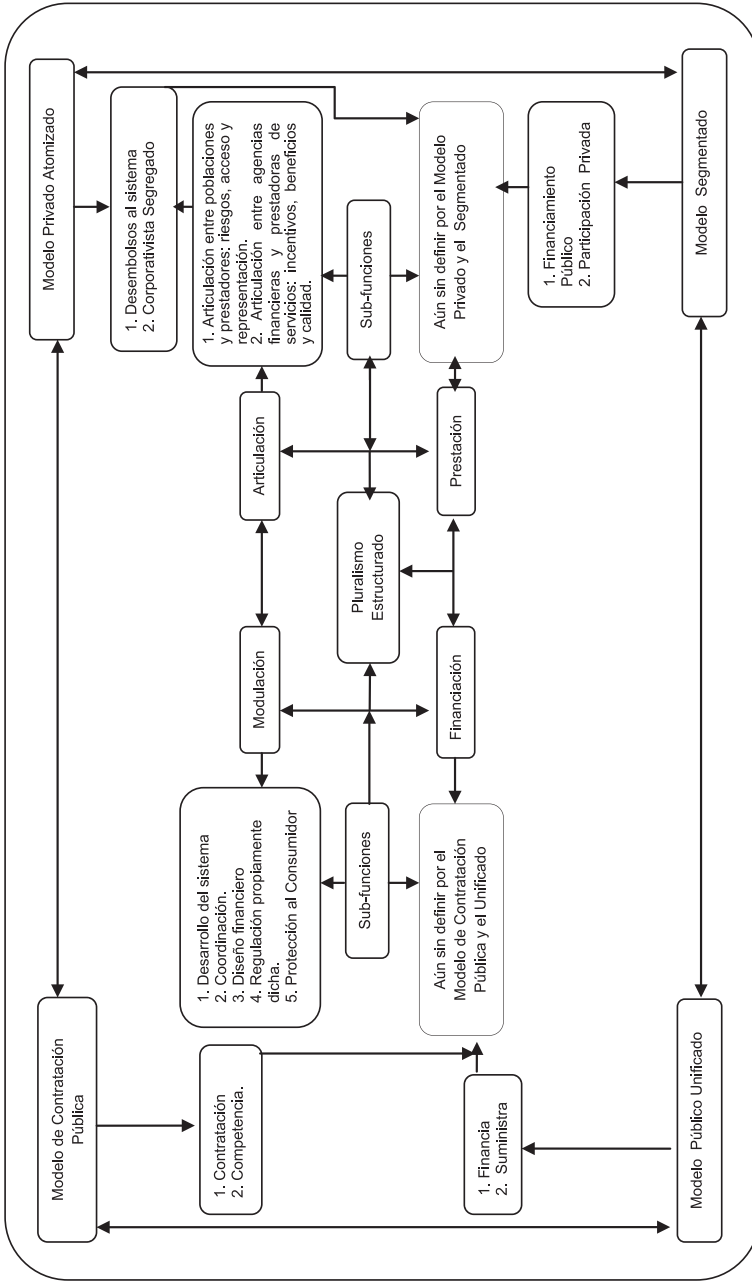 Modelo de Contratación
Pública
Modelo Privado Atomizado
1. Contratación
2. Competencia.
1. Desarrollo del sistema
2. Coordinación.
3. Diseño financiero
4. Regulación propiamente
dicha.
5. Protección al Consumidor
Modulación
Articulación
1. Desembolsos al sistema
2. Corporativista Segregado
1. Articulación entre poblaciones
y prestadores: riesgos, acceso y
representación.
2. Articulación entre agencias
financieras y prestadoras de
servicios: incentivos, beneficios
y calidad.
Sub-funciones
Pluralismo
Estructurado
Sub-funciones
1. Financia
2. Suministra
Aún sin definir por el
Modelo de Contratación
Pública y el Unificado
Financiación
Prestación
Aún sin definir por el Modelo
Privado y el Segmentado
1. Financiamiento
Público
2. Participación Privada
Modelo Público Unificado
Modelo Segmentado